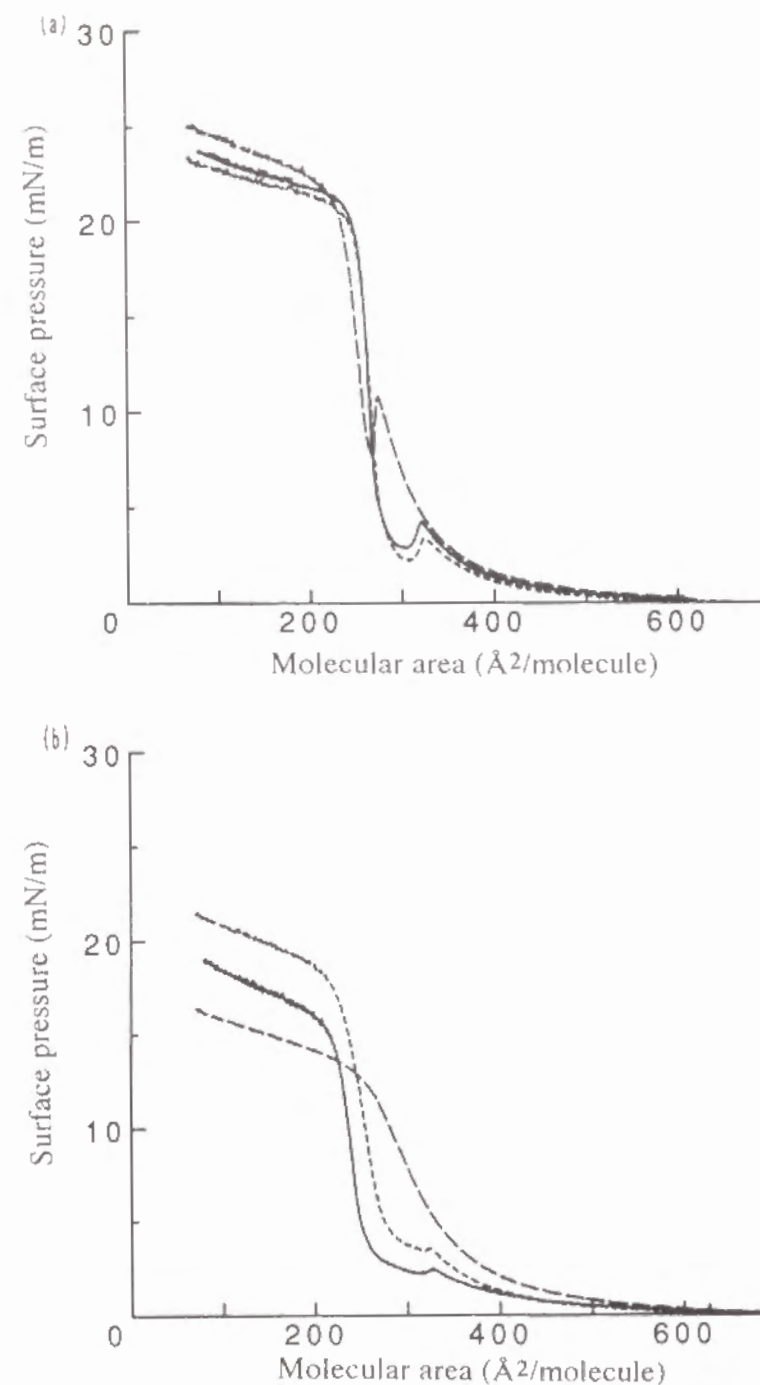 (a) 30
20
10
0 200 400 600
Surface pressure (mN/m)
Molecular area (Å²/molecule)
(b) 30
20
10
0 200 400 600
Surface pressure (mN/m)
Molecular area (Å²/molecule)